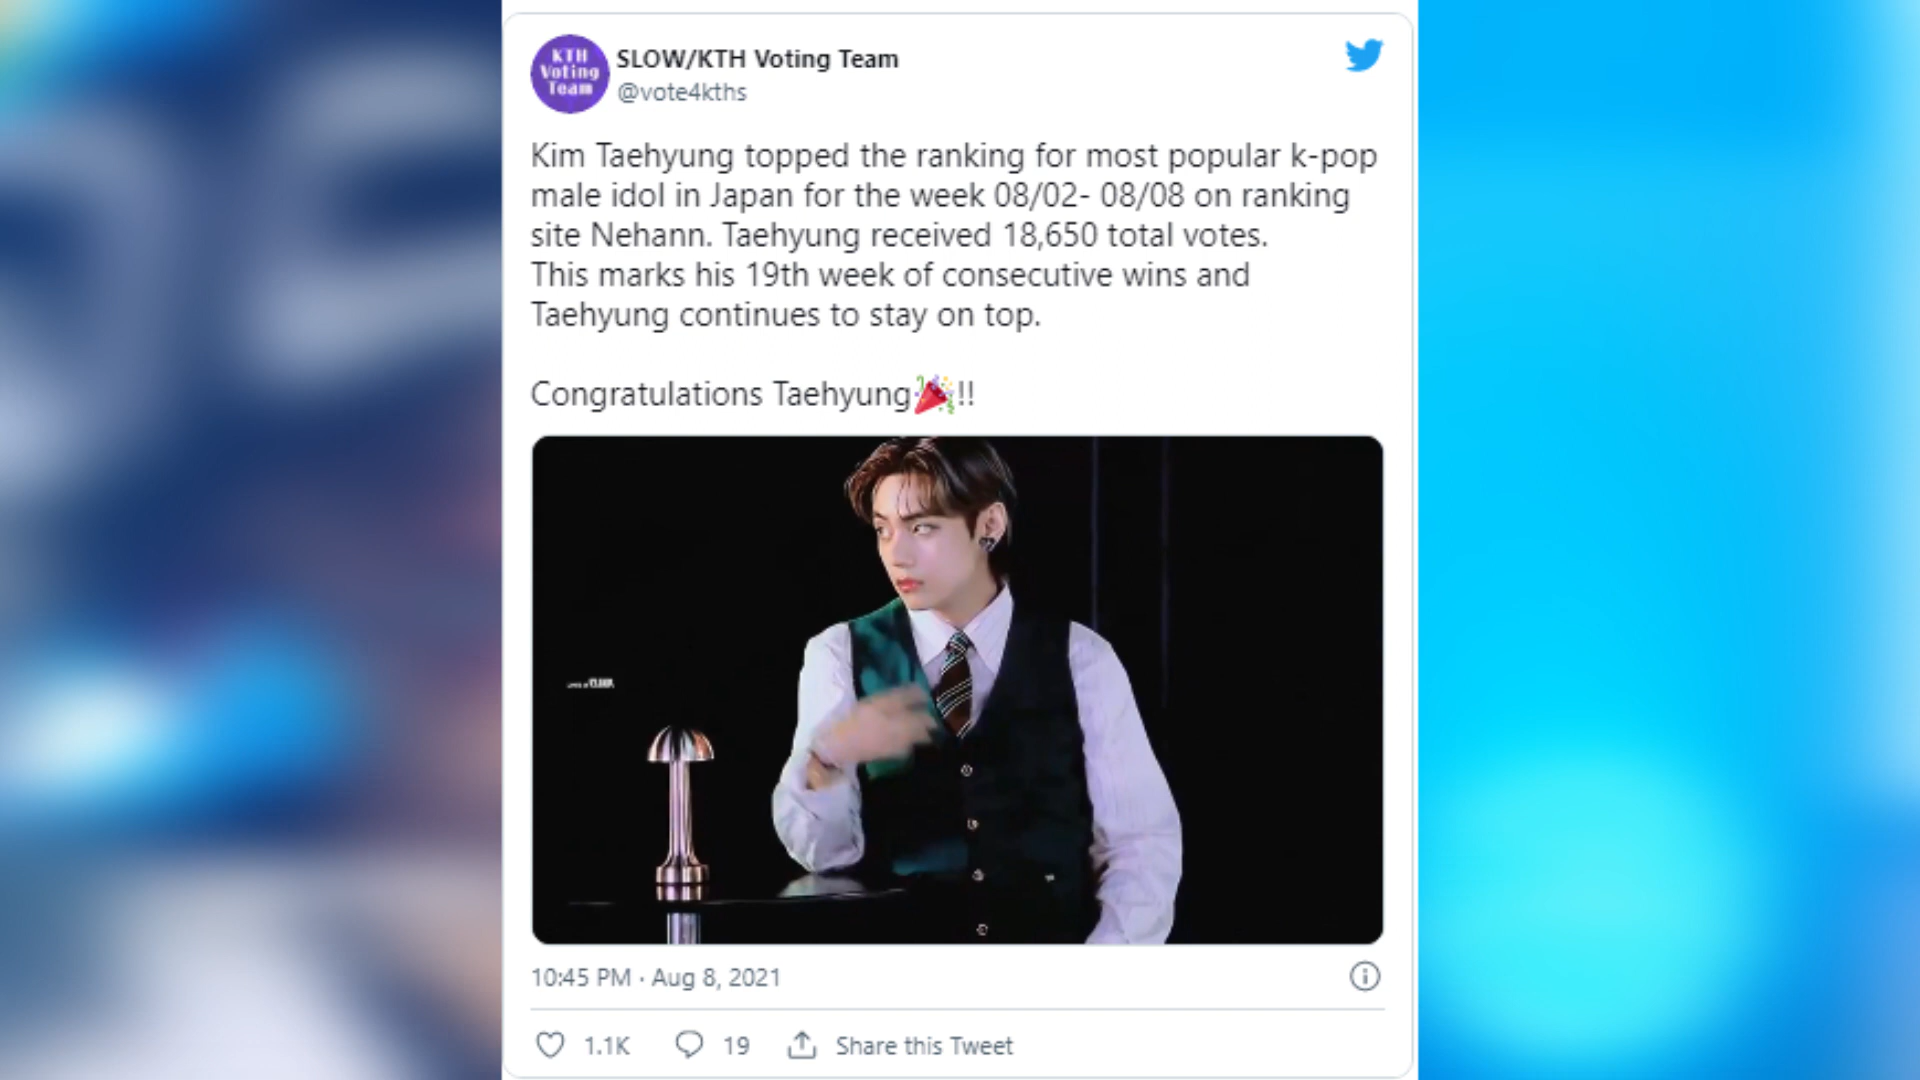 KTH
Voting
Team
SLOW/KTH Voting Team
@vote4kths
Kim Taehyung topped the ranking for most popular k-pop
male idol in Japan for the week 08/02- 08/08 on ranking
site Nehann. Taehyung received 18,650 total votes.
This marks his 19th week of consecutive wins and
Taehyung continues to stay on top.
Congratulations Taehyung🎉!!
10:45 PM · Aug 8, 2021
1.1K
19
Share this Tweet